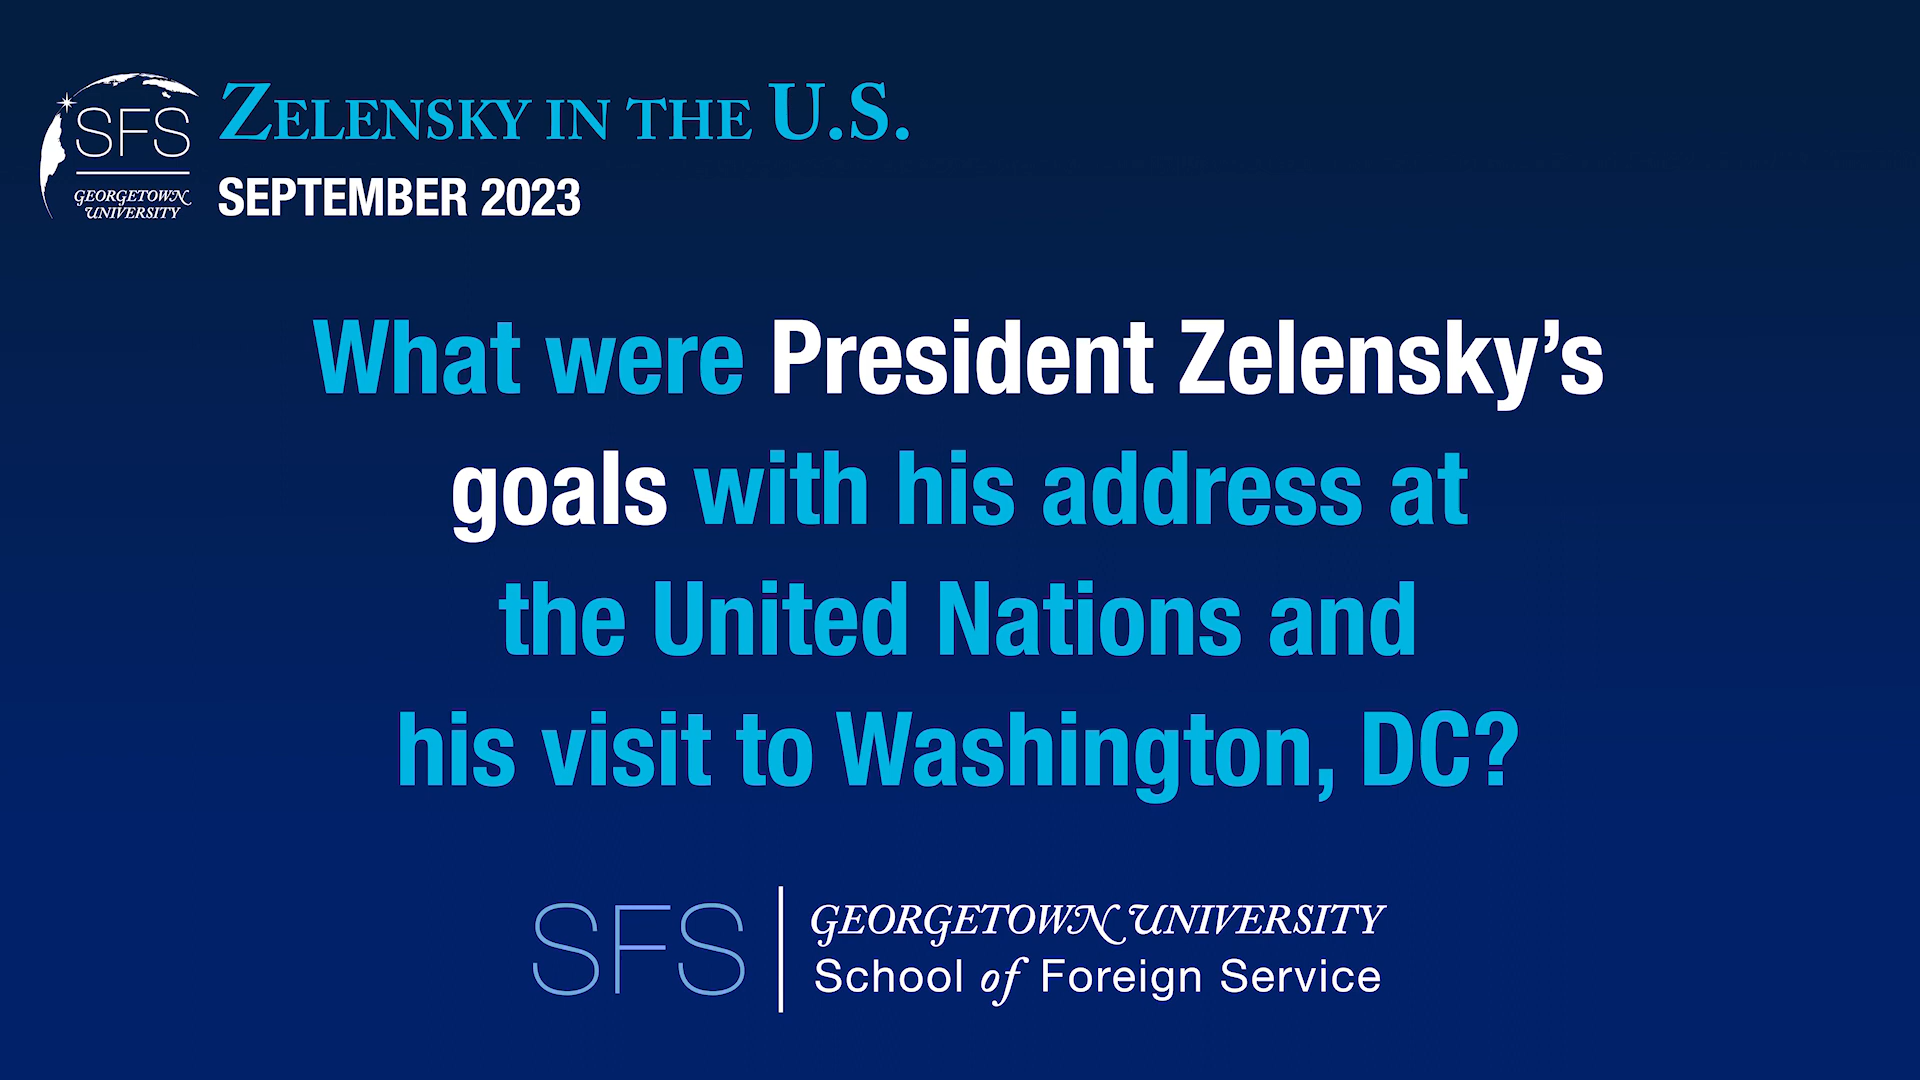 SFS
GEORGETOWN
UNIVERSITY
ZELENSKY IN THE U.S.
SEPTEMBER 2023
What were President Zelensky’s
goals with his address at
the United Nations and
his visit to Washington, DC?
SFS
GEORGETOWN UNIVERSITY
School of Foreign Service